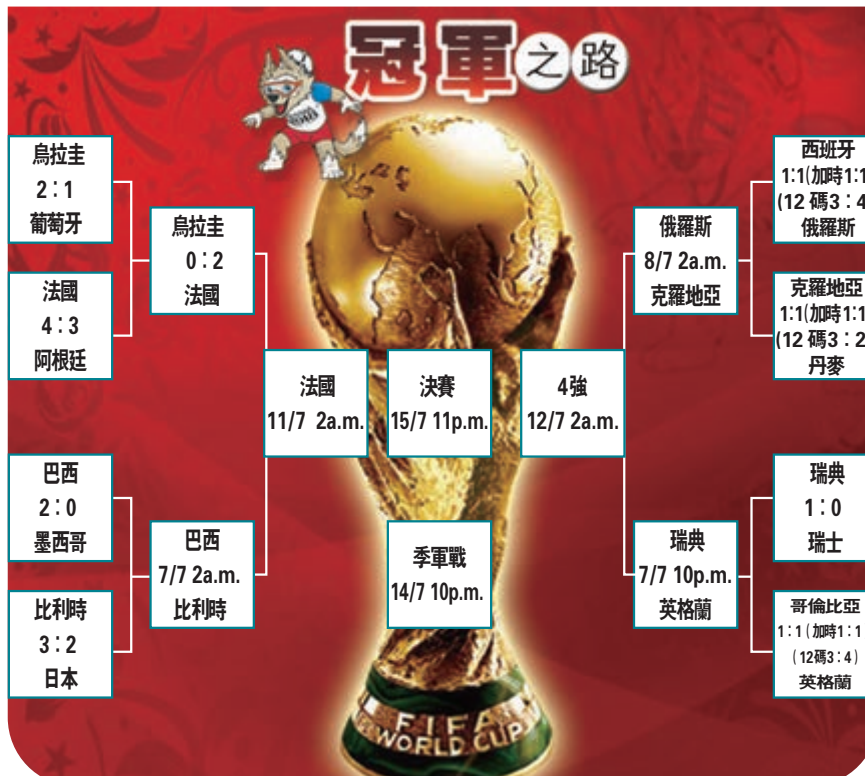 冠軍之路
烏拉圭
2：1
葡萄牙
法國
4：3
阿根廷
巴西
2：0
墨西哥
比利時
3：2
日本
烏拉圭
0：2
法國
巴西
7/7 2a.m.
比利時
法國
11/7 2a.m.
決賽
15/7 11p.m.
季軍戰
14/7 10p.m.
4強
12/7 2a.m.
俄羅斯
8/7 2a.m.
克羅地亞
瑞典
7/7 10p.m.
英格蘭
西班牙
1:1(加時1:1
(12 碼3：4
俄羅斯
克羅地亞
1:1(加時1:1
(12 碼3：2
丹麥
瑞典
1：0
瑞士
哥倫比亞
1：1（加時1：1
（12碼3：4）
英格蘭
FIFA
WORLD CUP